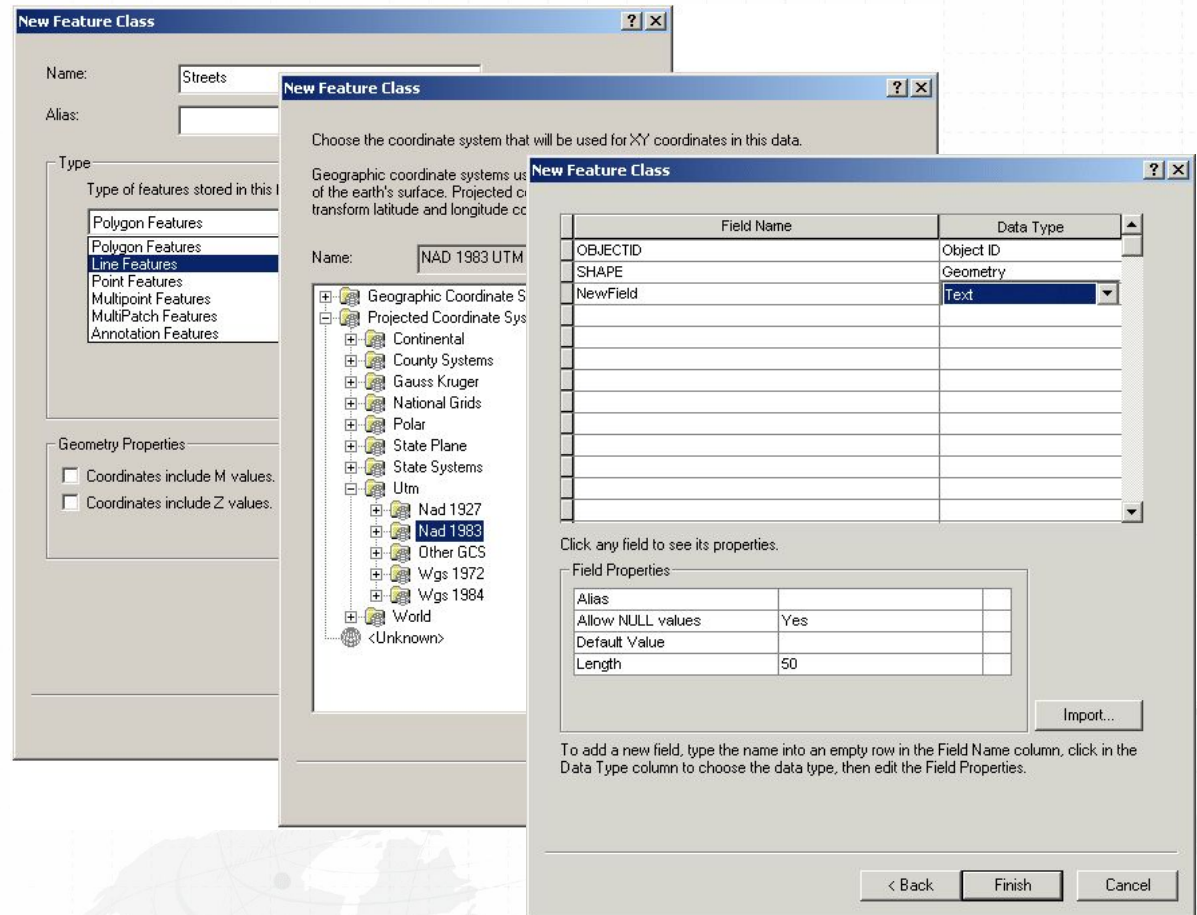 New Feature Class
Name:
Streets
Alias:
Type
Type of features stored in this
Polygon Features
Polygon Features
Line Features
Point Features
Multipoint Features
MultiPatch Features
Annotation Features
Geometry Properties
Coordinates include M values.
Coordinates include Z values.
New Feature Class
Choose the coordinate system that will be used for XY coordinates in this data.
Geographic coordinate systems us
of the earth's surface. Projected c
transform latitude and longitude co
Name:
NAD 1983 UTM
Geographic Coordinate S
Projected Coordinate Sys
Continental
County Systems
Gauss Kruger
National Grids
Polar
State Plane
State Systems
Utm
Nad 1927
Nad 1983
Other GCS
Wgs 1972
Wgs 1984
World
<Unknown>
New Feature Class
Field Name Data Type
OBJECTID Object ID
SHAPE Geometry
NewField Text
Click any field to see its properties.
Field Properties
Alias
Allow NULL values Yes
Default Value
Length 50
Import...
To add a new field, type the name into an empty row in the Field Name column, click in the
Data Type column to choose the data type, then edit the Field Properties.
< Back Finish Cancel